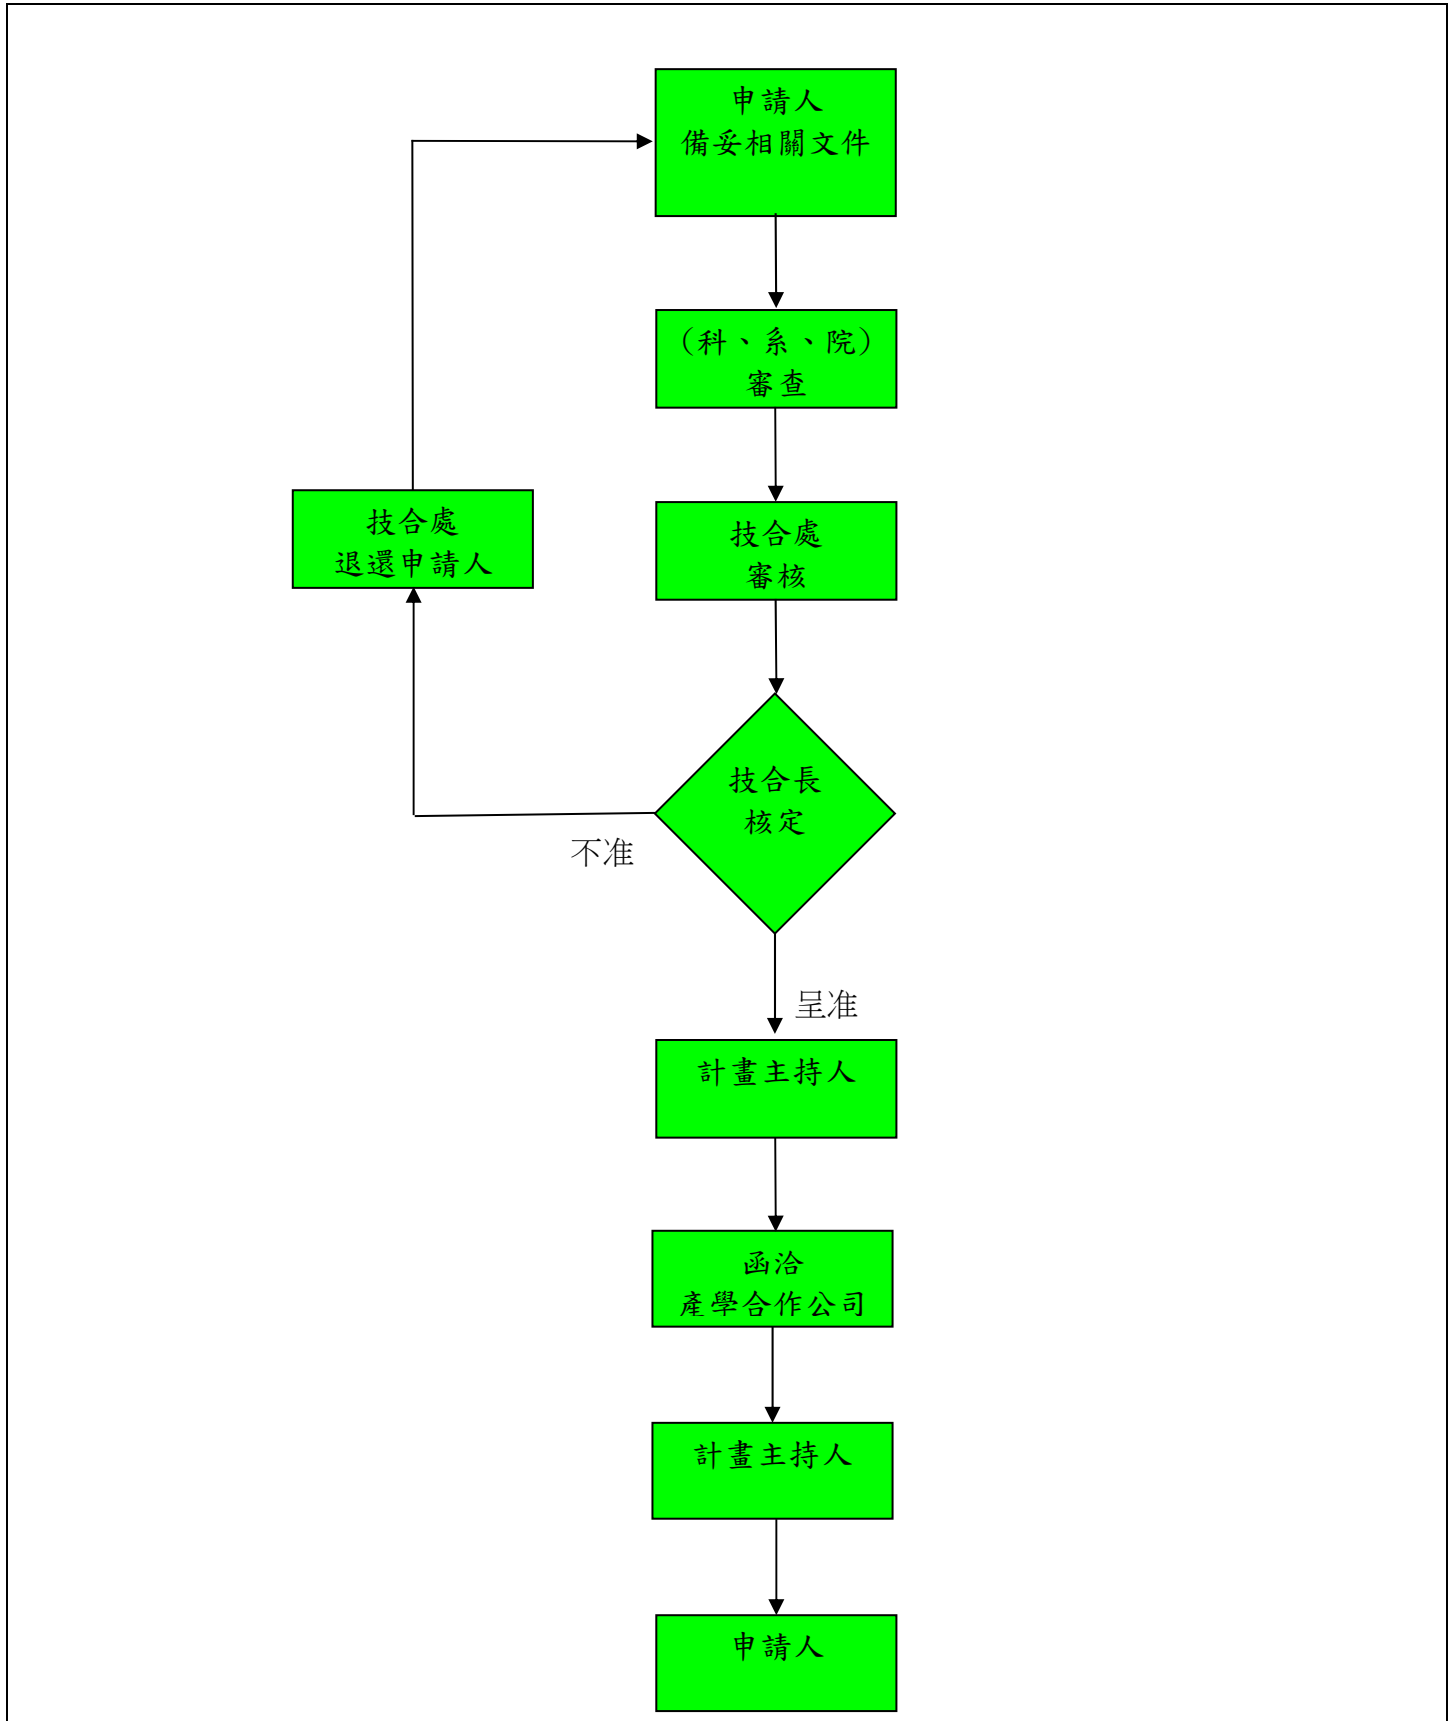 申請人
備妥相關文件
（科、系、院）
審查
技合處
退還申請人
技合處
審核
技合長
核定
不准
呈准
計畫主持人
函洽
產學合作公司
計畫主持人
申請人